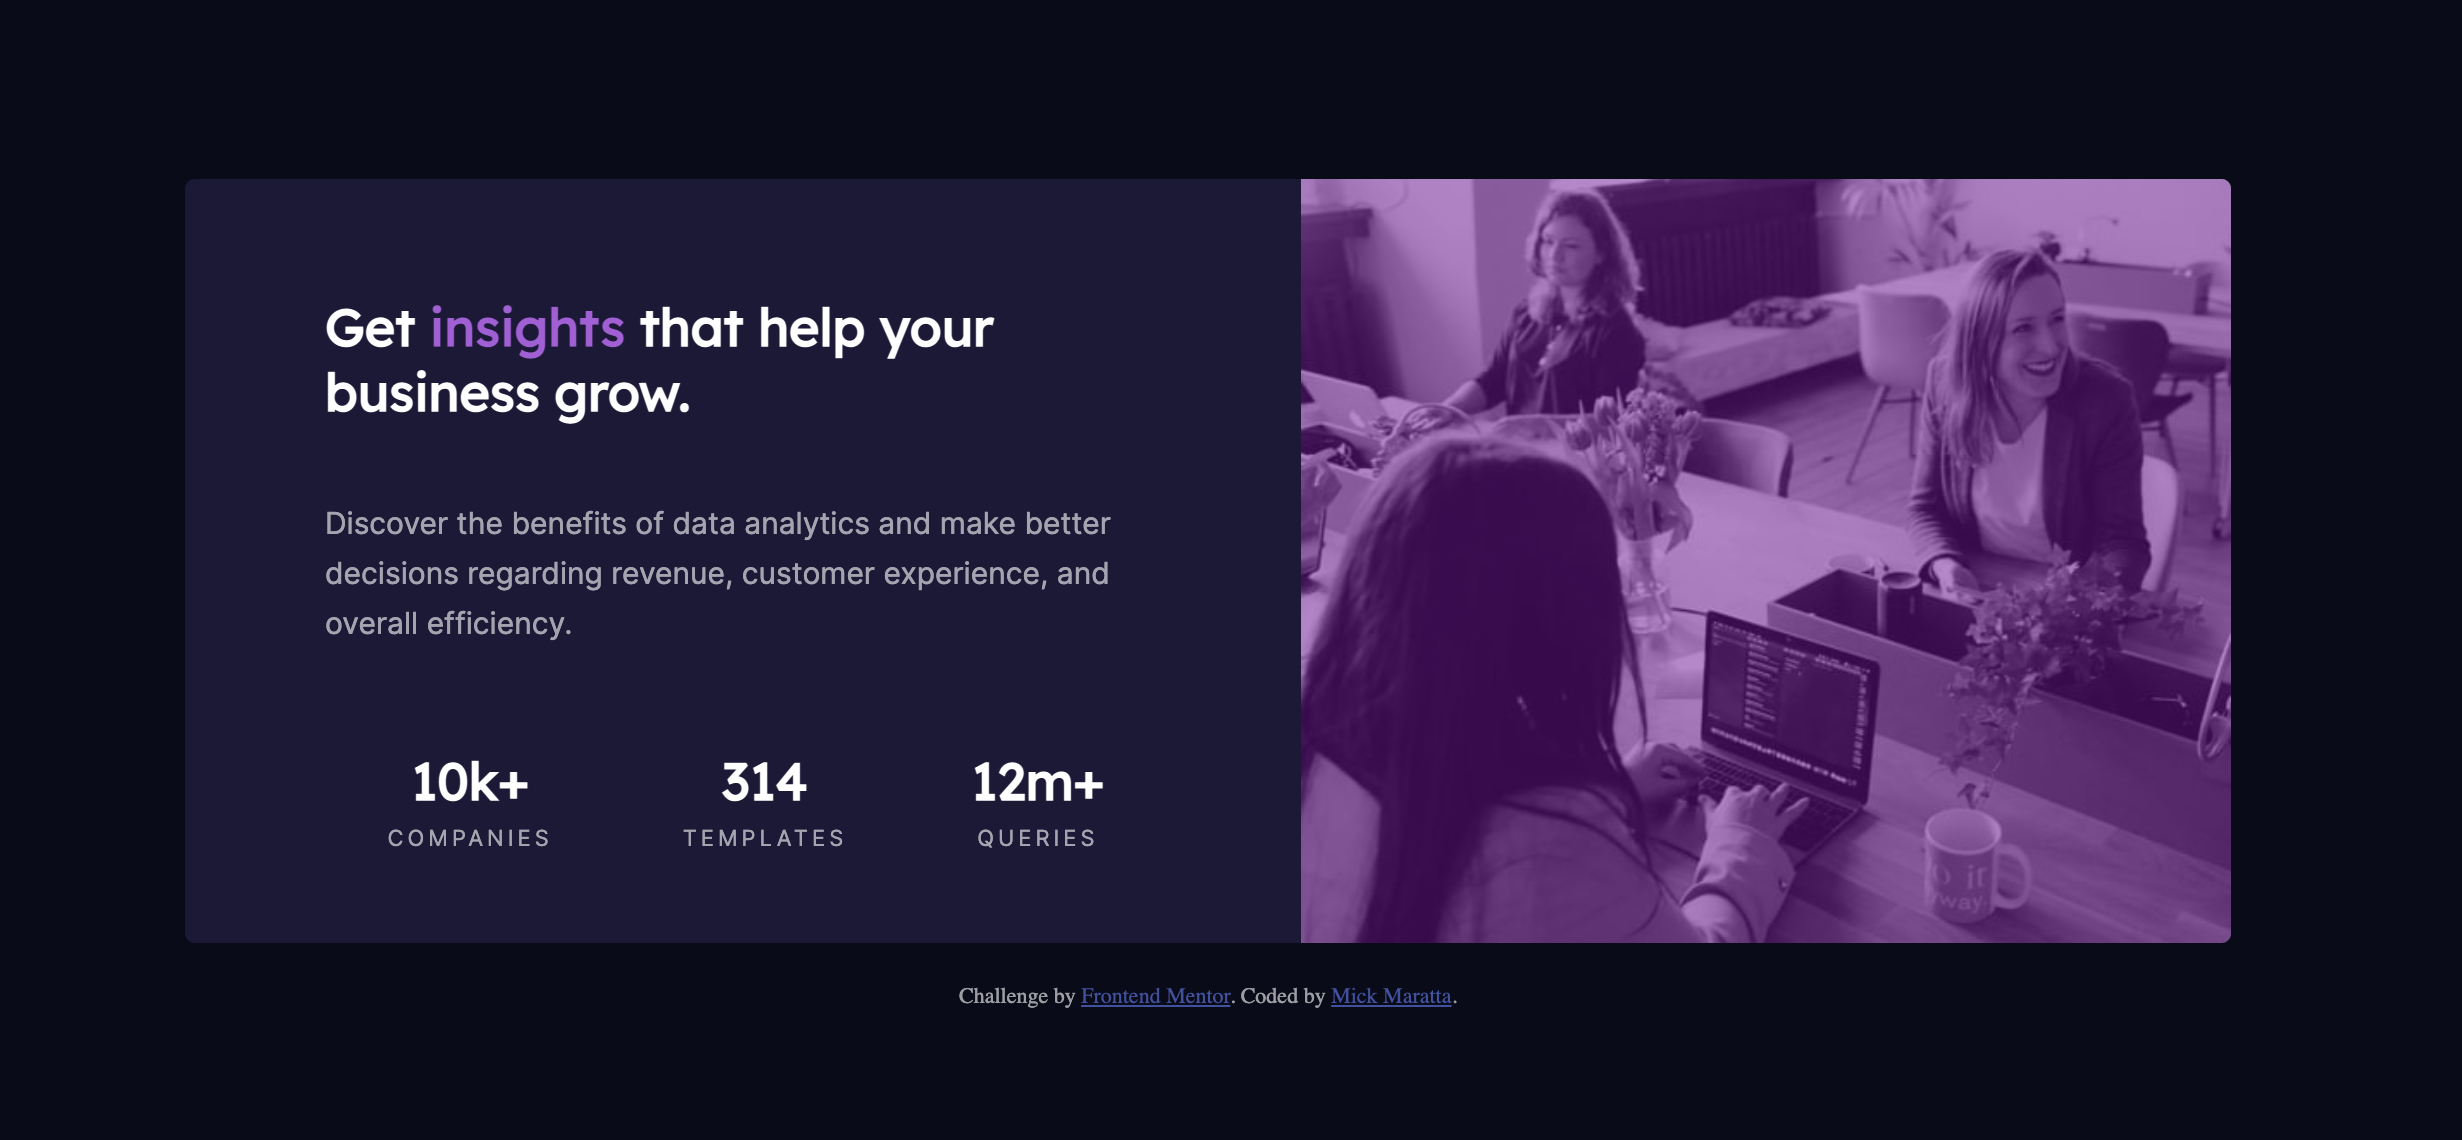 Get insights that help your
business grow.
Discover the benefits of data analytics and make better
decisions regarding revenue, customer experience, and
overall efficiency.
10k+ 314 12m+
COMPANIES TEMPLATES QUERIES
Challenge by Frontend Mentor. Coded by Mick Maratta.